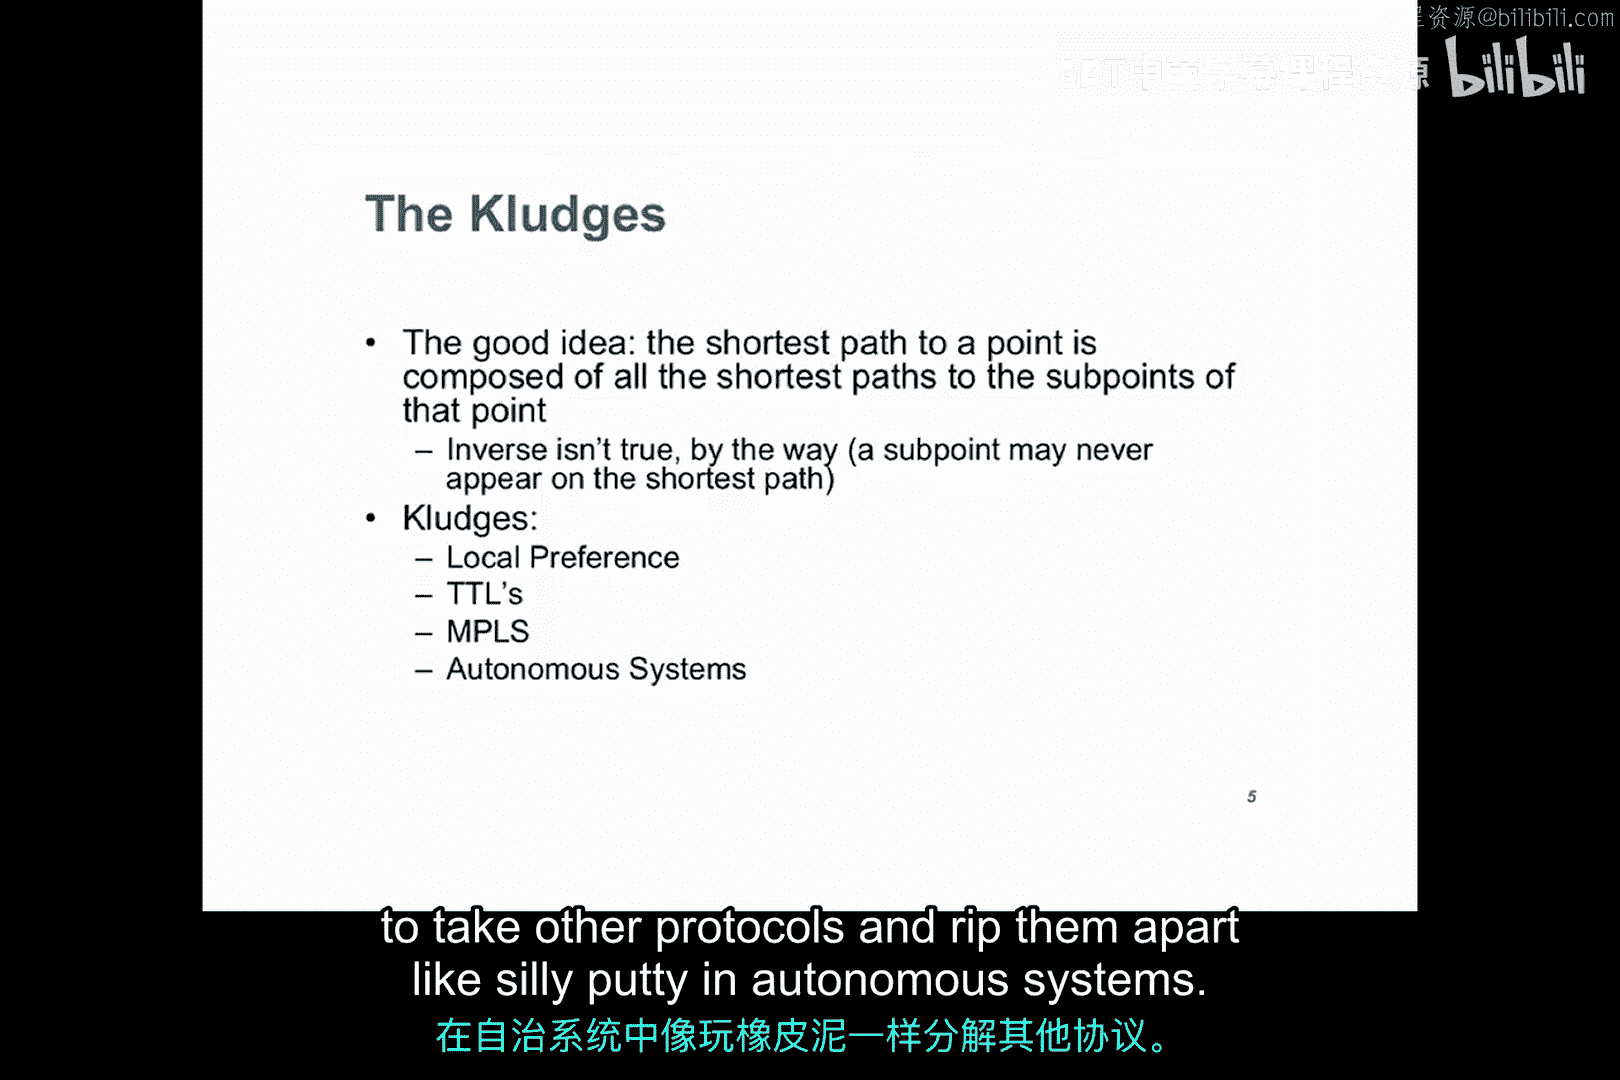 资源@bilibili.com
bilibili
The Kludges
• The good idea: the shortest path to a point is
composed of all the shortest paths to the subpoints of
that point
– Inverse isn’t true, by the way (a subpoint may never
appear on the shortest path)
• Kludges:
– Local Preference
– TTL’s
– MPLS
– Autonomous Systems
5
to take other protocols and rip them apart
like silly putty in autonomous systems.
在自治系统中像玩橡皮泥一样分解其他协议。